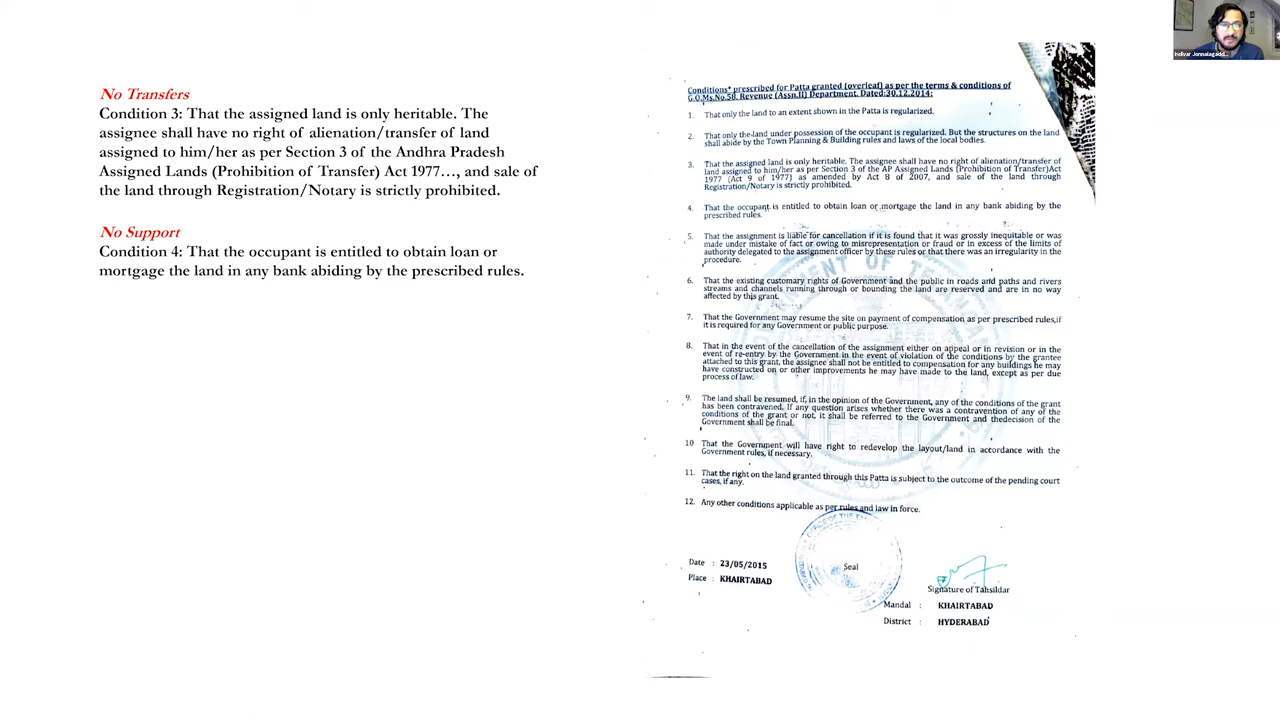 No Transfers
Condition 3: That the assigned land is only heritable. The
assignee shall have no right of alienation/transfer of land
assigned to him/her as per Section 3 of the Andhra Pradesh
Assigned Lands (Prohibition of Transfer) Act 1977…, and sale of
the land through Registration/Notary is strictly prohibited.
No Support
Condition 4: That the occupant is entitled to obtain loan or
mortgage the land in any bank abiding by the prescribed rules.
Conditions* prescribed for Patta granted (overleaf) as per the terms & conditions of
G.O.Ms.No.58, Revenue (Assn.II) Department, Dated:30.12.2014:
1. That only the land to an extent shown in the Patta is regularized.
2. That only the land under possession of the occupant is regularized. But the structures on the land
shall abide by the Town Planning & Building rules and laws of the local bodies.
3. That the assigned land is only heritable. The assignee shall have no right of alienation/transfer of
land assigned to him/her as per Section 3 of the AP Assigned Lands (Prohibition of Transfer)Act
1977 (Act 9 of 1977) as amended by Act 8 of 2007, and sale of the land through
Registration/Notary is strictly prohibited.
4. That the occupant is entitled to obtain loan or mortgage the land in any bank abiding by the
prescribed rules.
5. That the assignment is liable for cancellation if it is found that it was grossly inequitable or was
made under mistake of fact or owing to misrepresentation or fraud or in excess of the limits of
authority delegated to the assignment officer by these rules or that there was an irregularity in the
procedure.
6. That the existing customary rights of Government and the public in roads and paths and rivers
streams and channels running through or bounding the land are reserved and are in no way
affected by this grant.
7. That the Government may resume the site on payment of compensation as per prescribed rules,if
it is required for any Government or public purpose.
8. That in the event of the cancellation of the assignment either on appeal or in revision or in the
event of re-entry by the Government in the event of violation of the conditions by the grantee
attached to this grant, the assignee shall not be entitled to compensation for any buildings he may
have constructed on or other improvements he may have made to the land, except as per due
process of law.
9. The land shall be resumed, if, in the opinion of the Government, any of the conditions of the grant
has been contravened. If any question arises whether there was a contravention of any of the
conditions of the grant or not, it shall be referred to the Government and thedecision of the
Government shall be final.
10 That the Government will have right to redevelop the layout/land in accordance with the
Government rules, if necessary.
11. That the right on the land granted through this Patta is subject to the outcome of the pending court
cases, if any.
12. Any other conditions applicable as per rules and law in force.
Date : 23/05/2015
Place : KHAIRTABAD
Seal
Signature of Tahsildar
Mandal : KHAIRTABAD
District : HYDERABAD